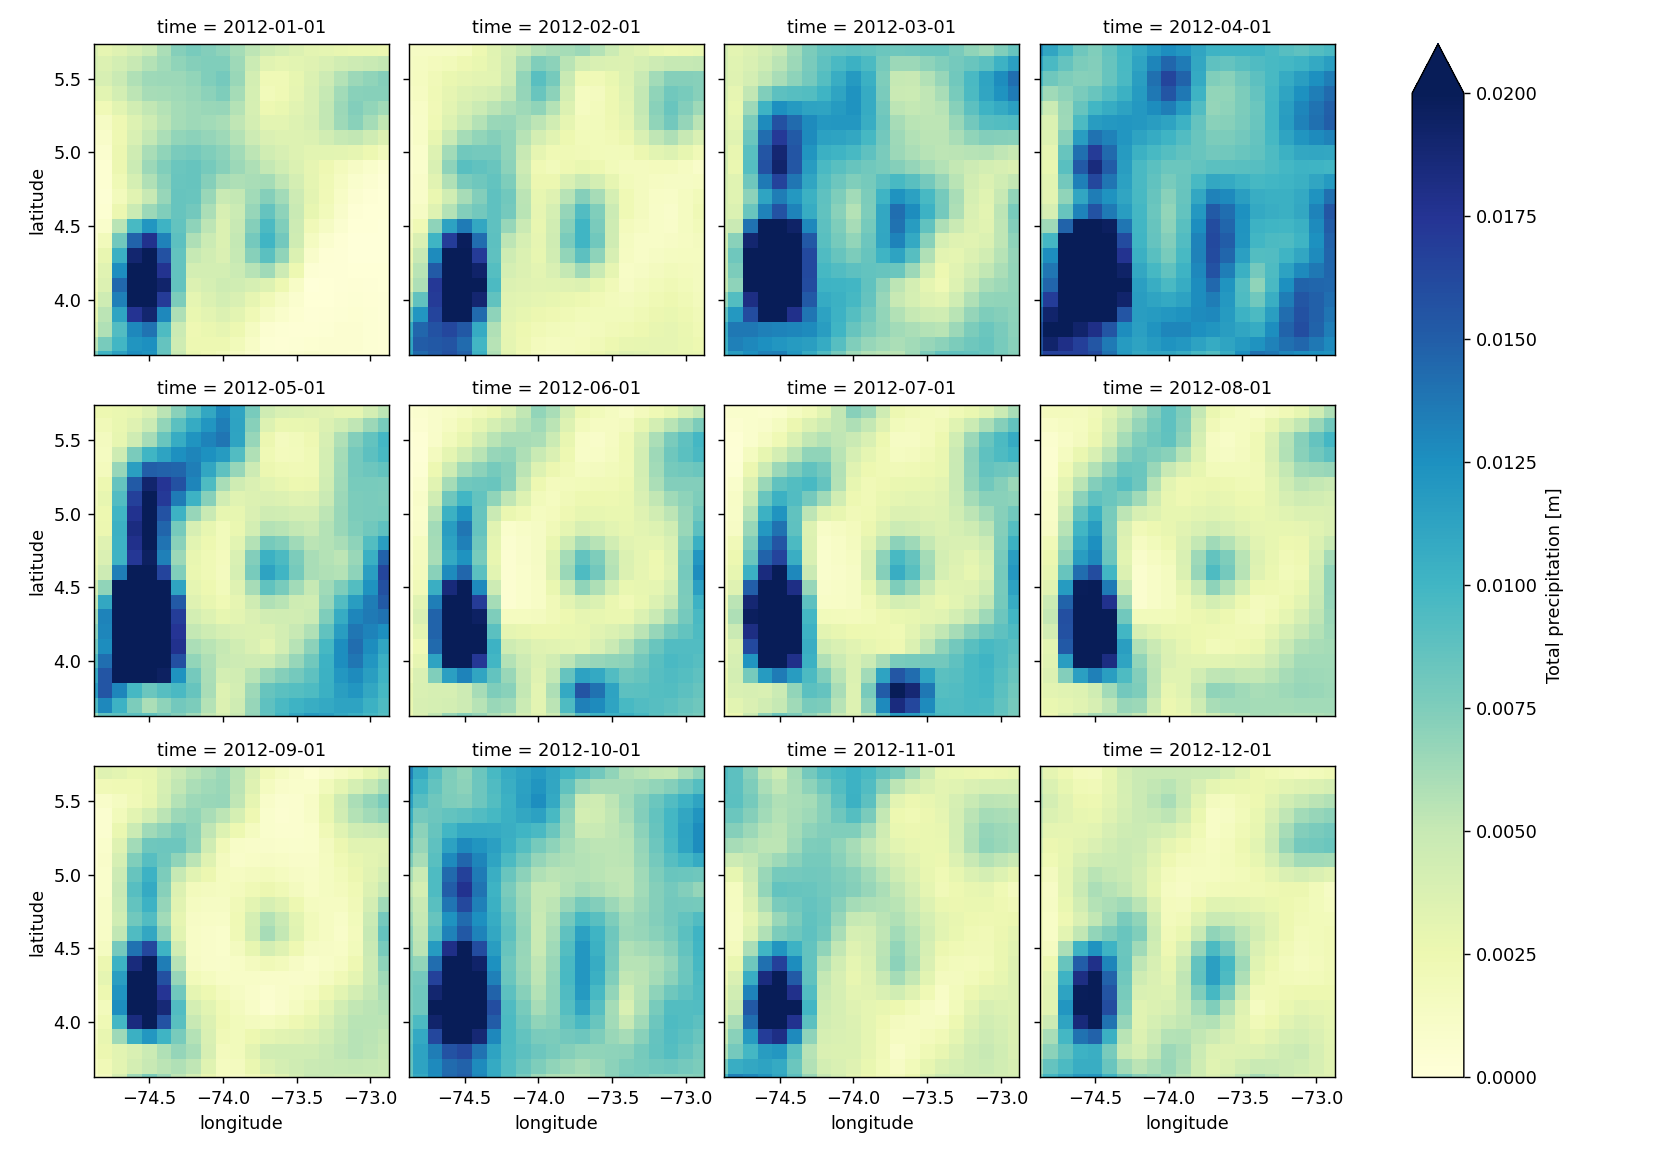 time = 2012-01-01
time = 2012-02-01
time = 2012-03-01
time = 2012-04-01
5.5
5.0
4.5
4.0
latitude
time = 2012-05-01
time = 2012-06-01
time = 2012-07-01
time = 2012-08-01
5.5
5.0
4.5
4.0
latitude
time = 2012-09-01
time = 2012-10-01
time = 2012-11-01
time = 2012-12-01
5.5
5.0
4.5
4.0
latitude
−74.5 −74.0 −73.5 −73.0
longitude
−74.5 −74.0 −73.5 −73.0
longitude
−74.5 −74.0 −73.5 −73.0
longitude
−74.5 −74.0 −73.5 −73.0
longitude
0.0200
0.0175
0.0150
0.0125
0.0100
0.0075
0.0050
0.0025
0.0000
Total precipitation [m]